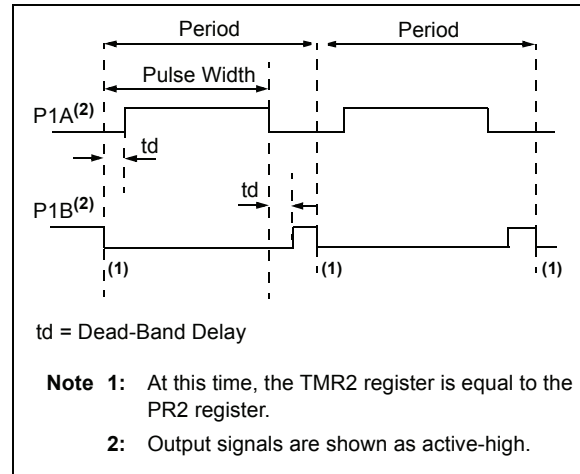 Period Period
Pulse Width
P1A(2)
td
td
P1B(2)
(1) (1) (1)
td = Dead-Band Delay
Note 1: At this time, the TMR2 register is equal to the
PR2 register.
2: Output signals are shown as active-high.